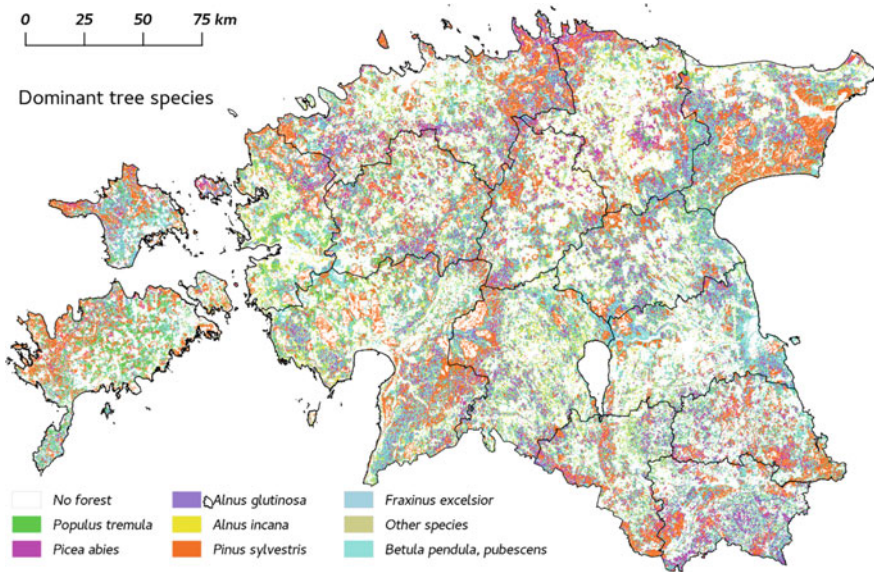 0 25 50 75 km
Dominant tree species
No forest
Populus tremula
Picea abies
Alnus glutinosa
Alnus incana
Pinus sylvestris
Fraxinus excelsior
Other species
Betula pendula, pubescens